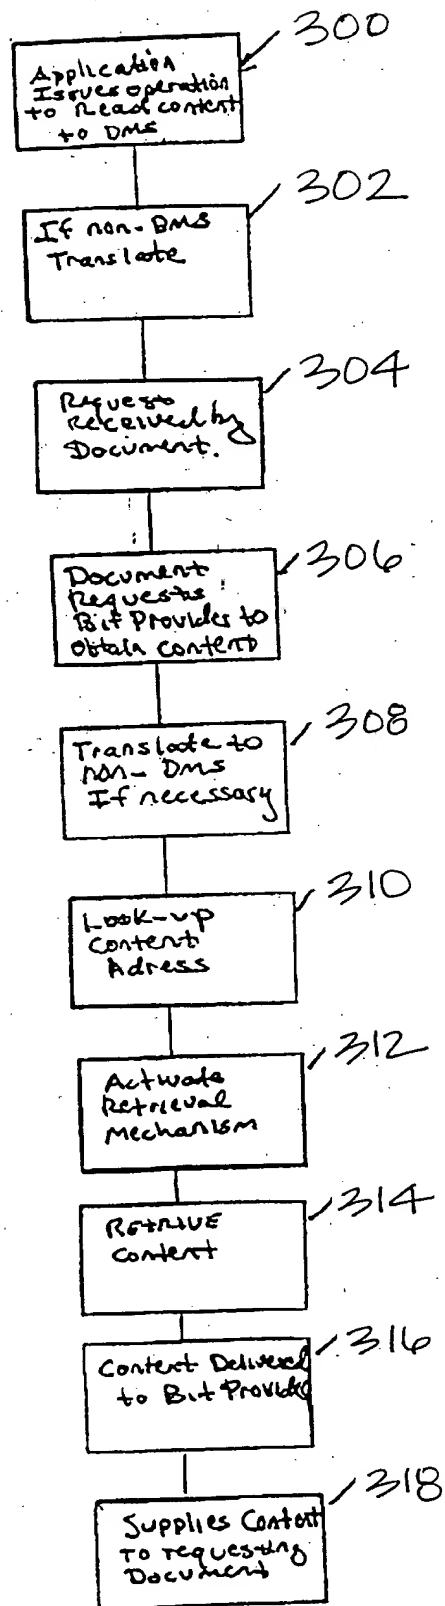 300
Application
Issues operation
to Read content
to DMS
302
If non-DMS
Translate
304
Request
Received by
Document.
306
Document
Requests
Bit Provider to
Obtain content
308
Translate to
non-DMS
If necessary
310
Look-up
Content
Adress
312
Activate
Retrieval
Mechanism
314
RETRIVE
Content
316
Content Delivered
to Bit Provider
318
Supplies Content
to requesting
Document